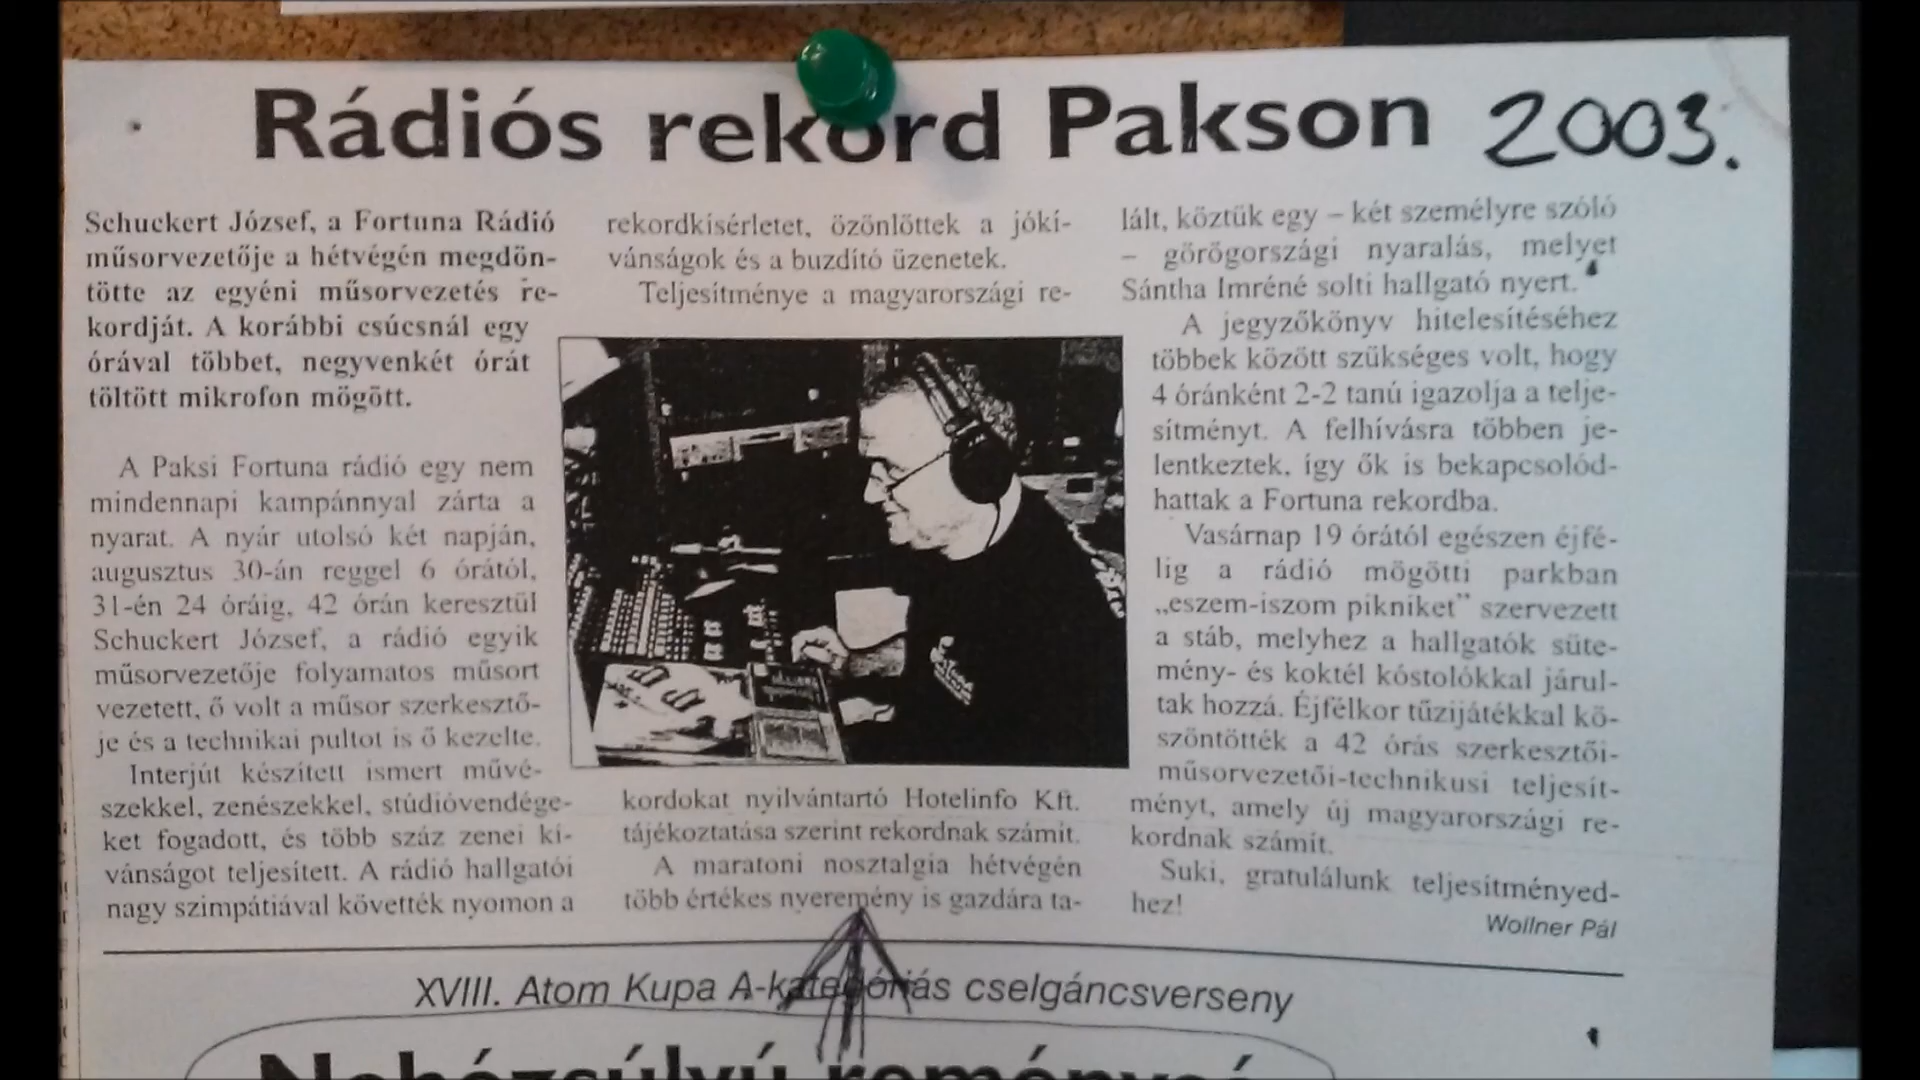 Rádiós rekord Pakson 2003.
Schuckert József, a Fortuna Rádió
műsorvezetője a hétvégén megdön-
tötte az egyéni műsorvezetés re-
kordját. A korábbi csúcsnál egy
órával többet, negyvenkét órát
töltött mikrofon mögött.
A Paksi Fortuna rádió egy nem
mindennapi kampánnyal zárta a
nyarat. A nyár utolsó két napján,
augusztus 30-án reggel 6 órától,
31-én 24 óráig, 42 órán keresztül
Schuckert József, a rádió egyik
műsorvezetője folyamatos műsort
vezetett, ő volt a műsor szerkesztő-
je és a technikai pultot is ő kezelte.
Interjút készített ismert művé-
szekkel, zenészekkel, stúdióvendége-
ket fogadott, és több száz zenei kí-
vánságot teljesített. A rádió hallgatói
nagy szimpátiával követték nyomon a
rekordkísérletet, özönlöttek a jókí-
vánságok és a buzdító üzenetek.
Teljesítménye a magyarországi re-
kordokat nyilvántartó Hotelinfo Kft.
tájékoztatása szerint rekordnak számít.
A maratoni nosztalgia hétvégén
több értékes nyeremény is gazdára ta-
lált, köztük egy – két személyre szóló
– görögországi nyaralás, melyet
Sántha Imréné solti hallgató nyert.
A jegyzőkönyv hitelesítéséhez
többek között szükséges volt, hogy
4 óránként 2-2 tanú igazolja a telje-
sítményt. A felhívásra többen je-
lentkeztek, így ők is bekapcsolód-
hattak a Fortuna rekordba.
Vasárnap 19 órától egészen éjfé-
lig a rádió mögötti parkban
„eszem-iszom pikniket" szervezett
a stáb, melyhez a hallgatók süte-
mény- és koktél kóstolókkal járul-
tak hozzá. Éjfélkor tűzijátékkal kö-
szöntötték a 42 órás szerkesztői-
műsorvezetői-technikusi teljesít-
ményt, amely új magyarországi re-
kordnak számít.
Suki, gratulálunk teljesítményed-
hez!
Wollner Pál
XVIII. Atom Kupa A-kategóriás cselgáncsverseny
Nehézsúlyú